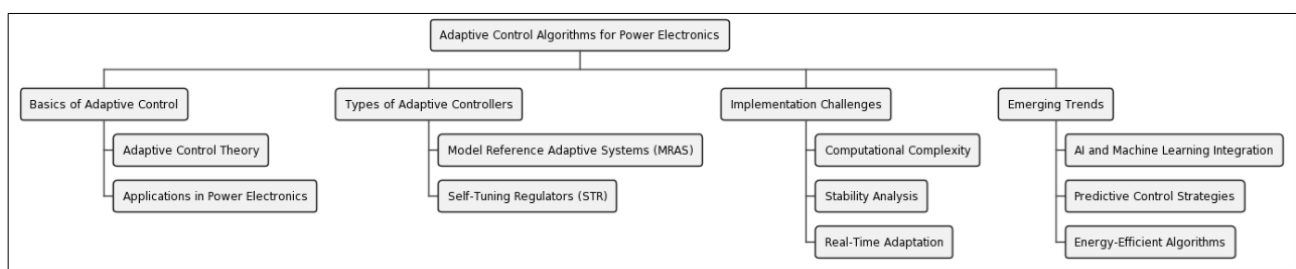 Adaptive Control Algorithms for Power Electronics
Basics of Adaptive Control
Adaptive Control Theory
Applications in Power Electronics
Types of Adaptive Controllers
Model Reference Adaptive Systems (MRAS)
Self-Tuning Regulators (STR)
Implementation Challenges
Computational Complexity
Stability Analysis
Real-Time Adaptation
Emerging Trends
AI and Machine Learning Integration
Predictive Control Strategies
Energy-Efficient Algorithms